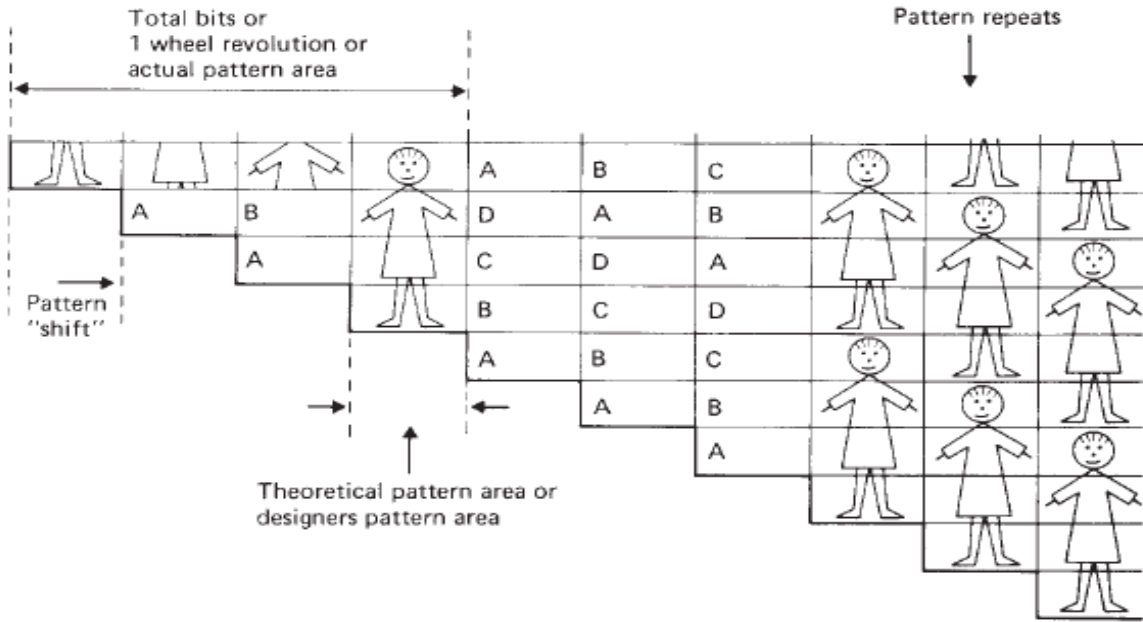 Total bits or
1 wheel revolution or
actual pattern area
Pattern repeats
A B C
A B D A B
A C D A
Pattern
"shift"
B C D
A B C
A B
A
Theoretical pattern area or
designers pattern area